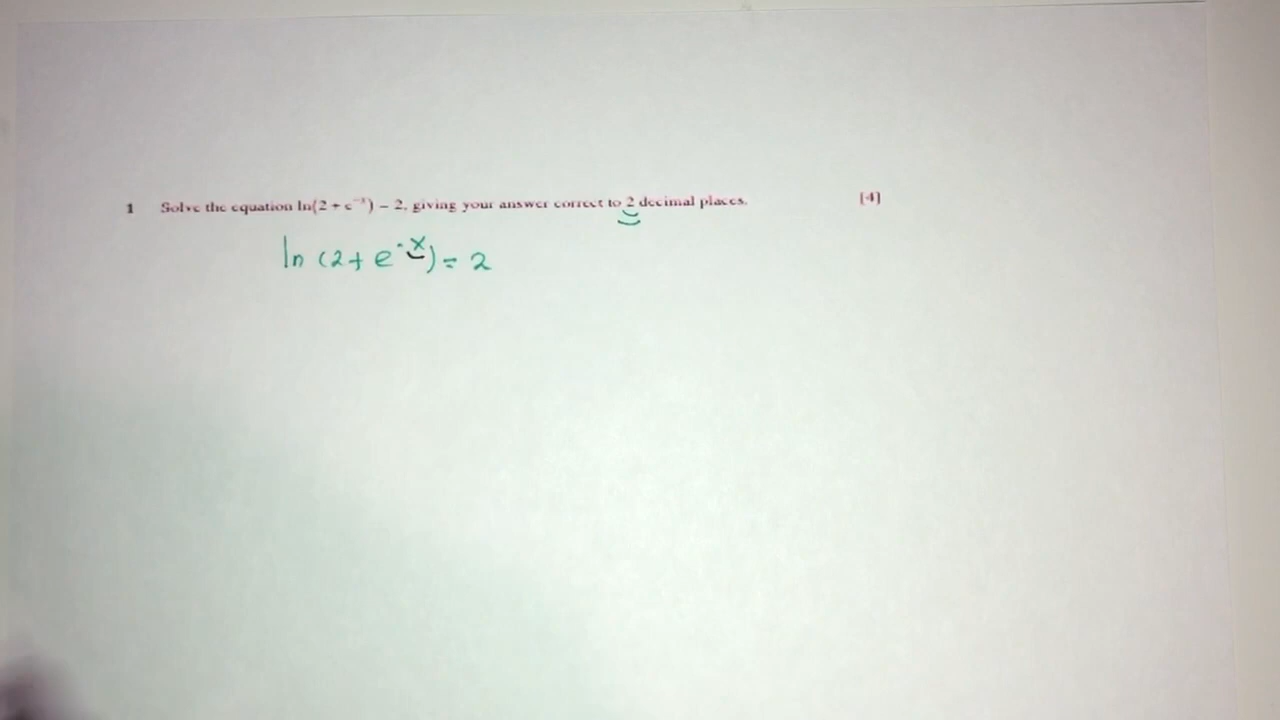 1 Solve the equation ln(2 + e⁻ˣ) = 2, giving your answer correct to 2 decimal places. [4]
ln (2 + e⁻ˣ) = 2